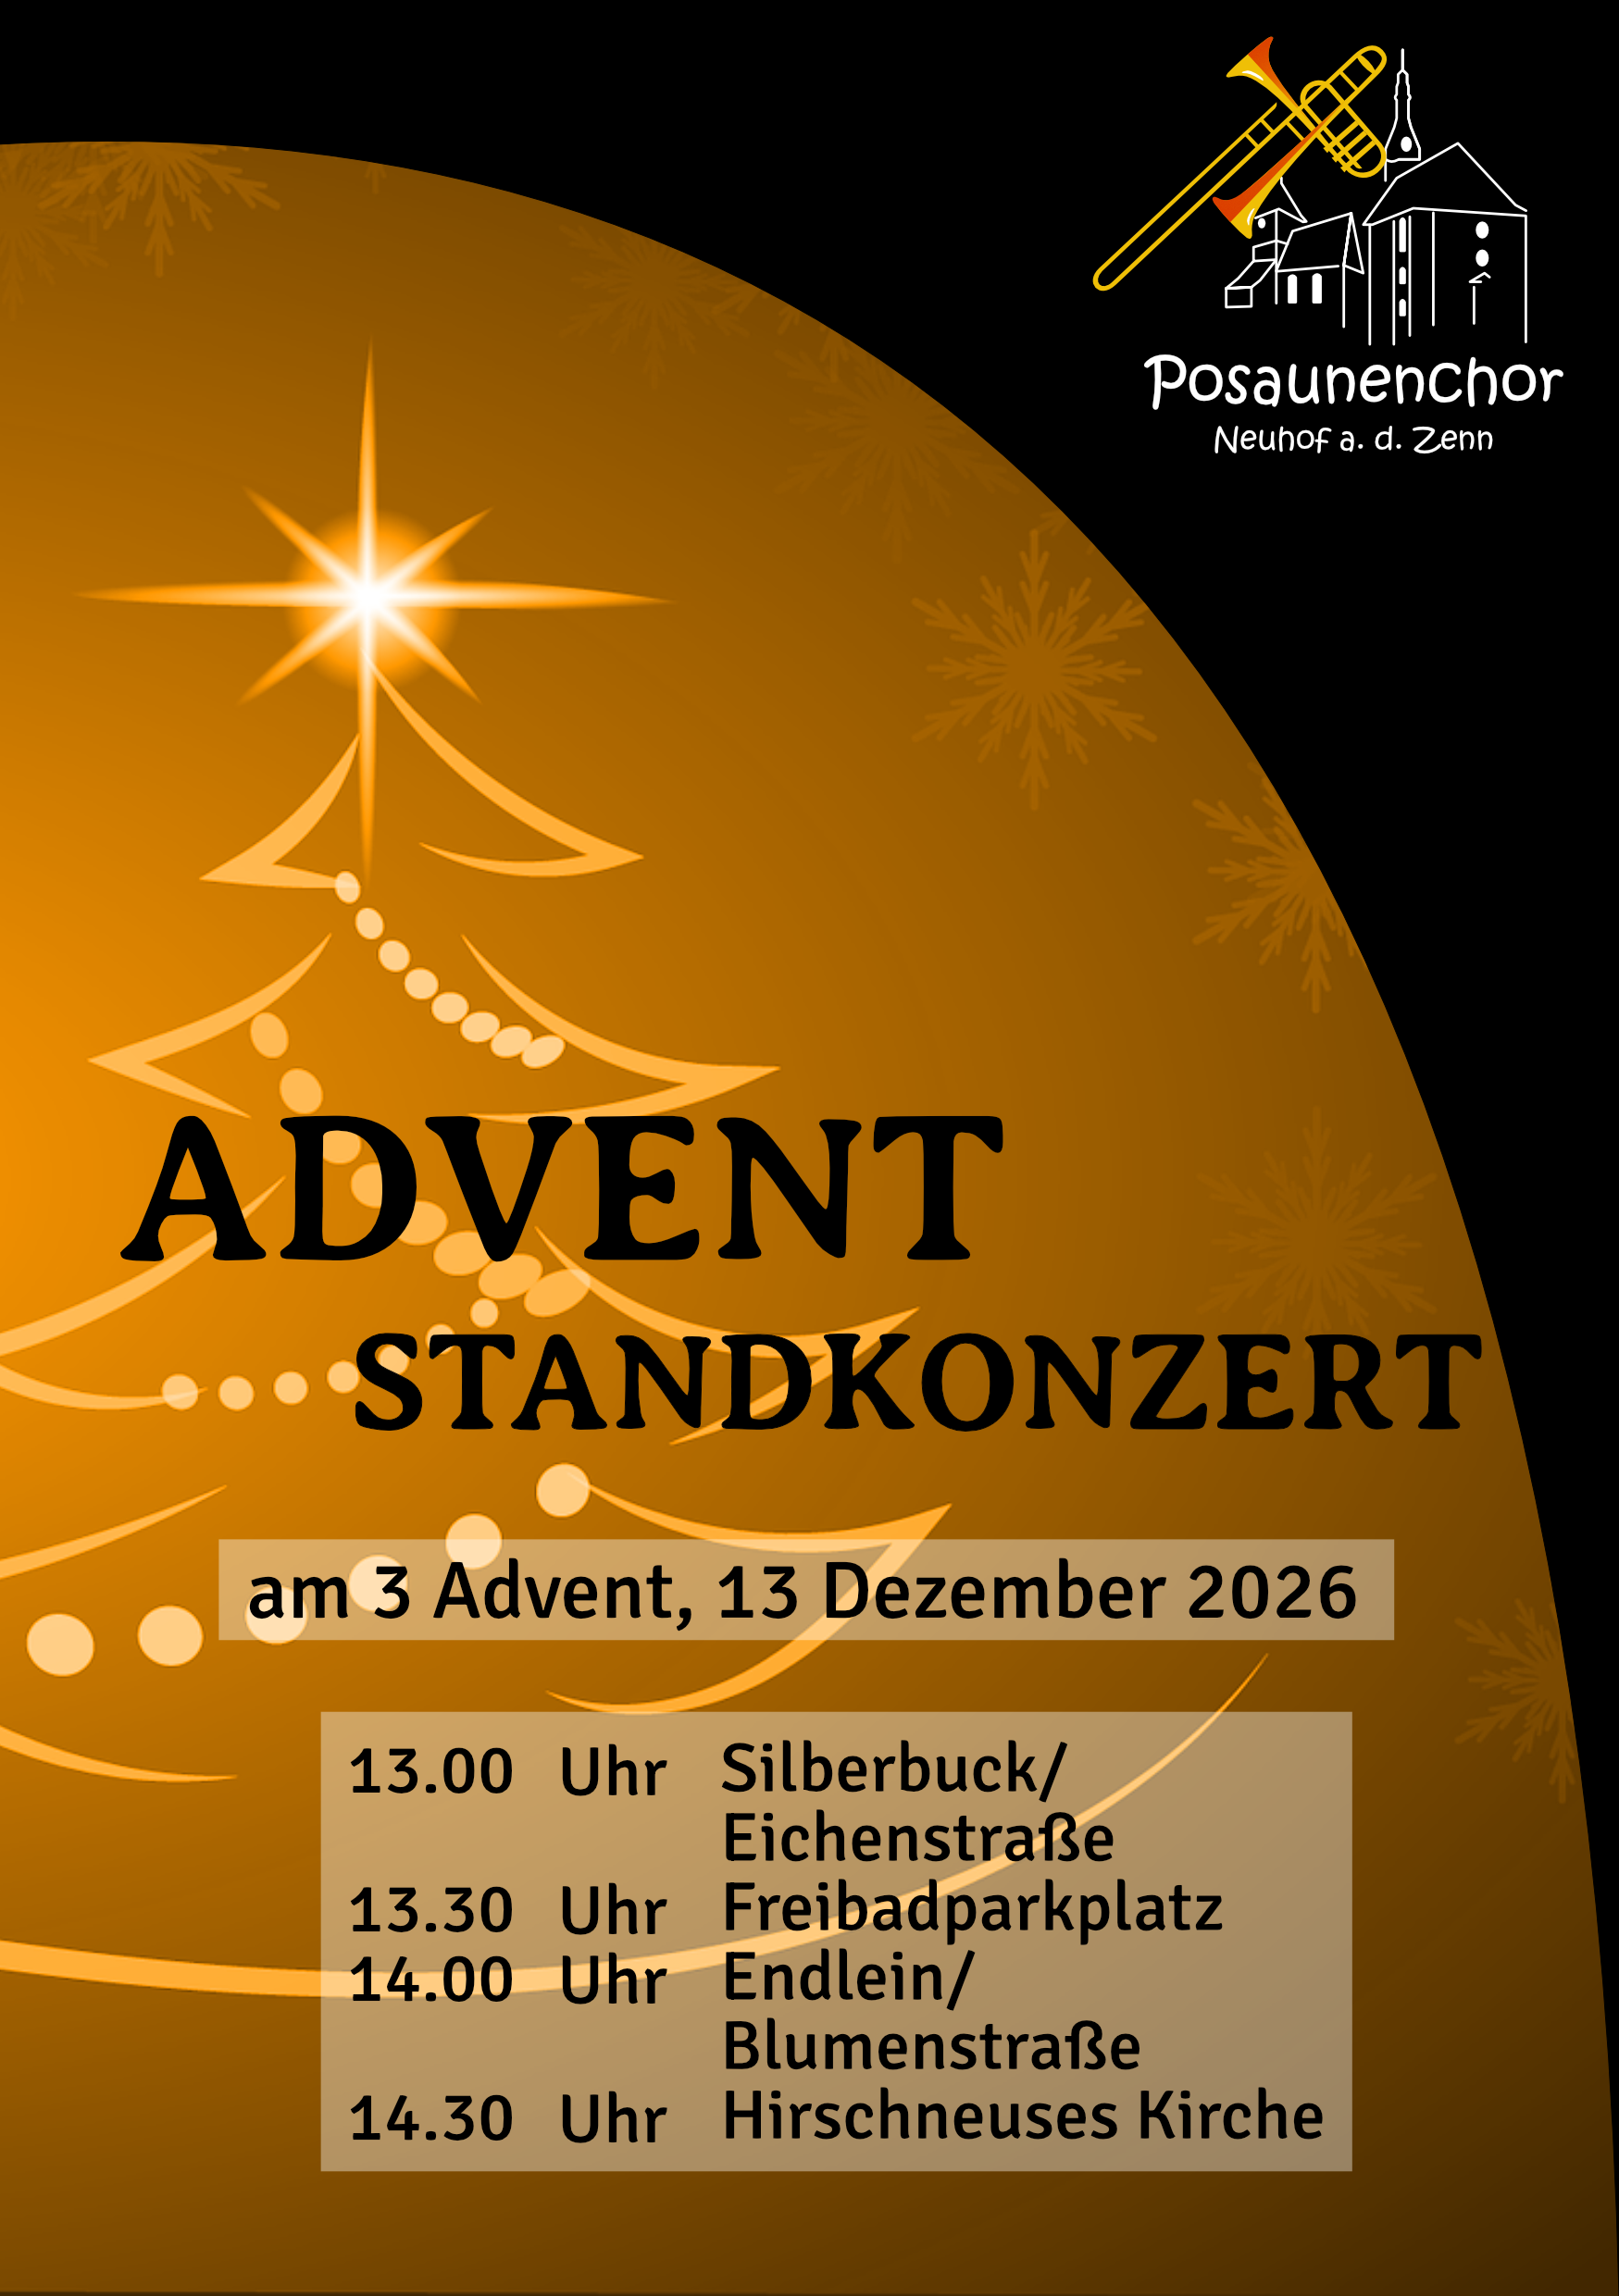 Posaunenchor
Neuhof a. d. Zenn
ADVENT
STANDKONZERT
am 3 Advent, 13 Dezember 2026
13.00 Uhr Silberbuck/
Eichenstraße
13.30 Uhr Freibadparkplatz
14.00 Uhr Endlein/
Blumenstraße
14.30 Uhr Hirschneuses Kirche